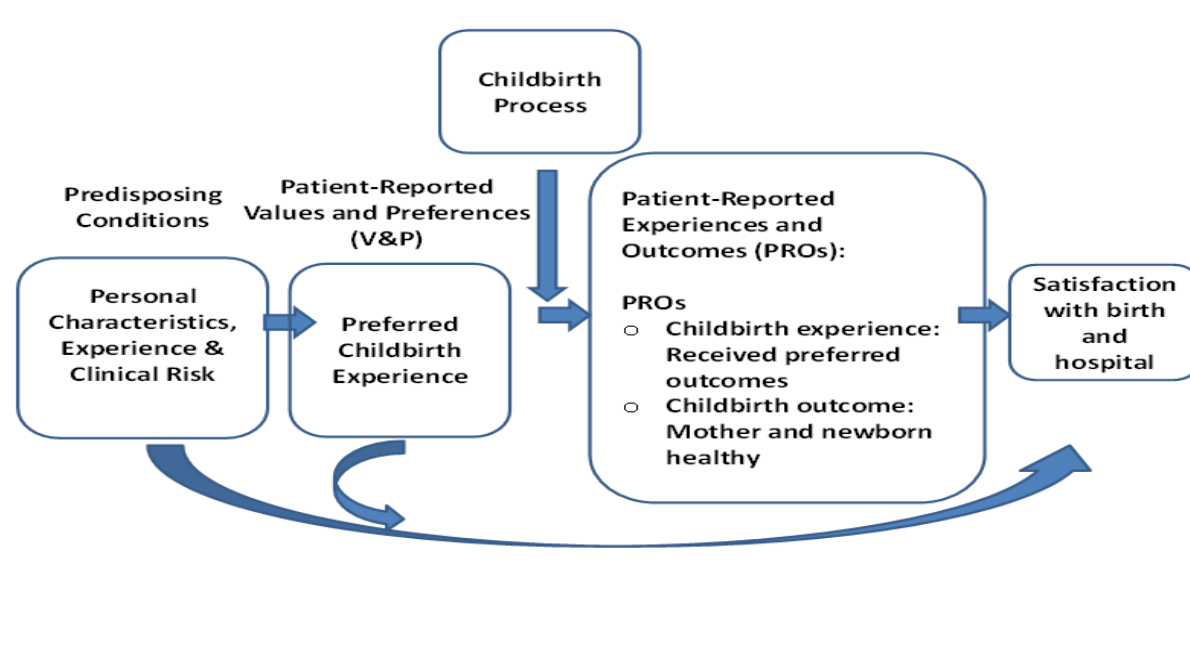 Childbirth
Process
Predisposing
Conditions
Patient-Reported
Values and Preferences
(V&P)
Personal
Characteristics,
Experience &
Clinical Risk
Preferred
Childbirth
Experience
Patient-Reported
Experiences and
Outcomes (PROs):
PROs
o Childbirth experience:
Received preferred
outcomes
o Childbirth outcome:
Mother and newborn
healthy
Satisfaction
with birth
and
hospital